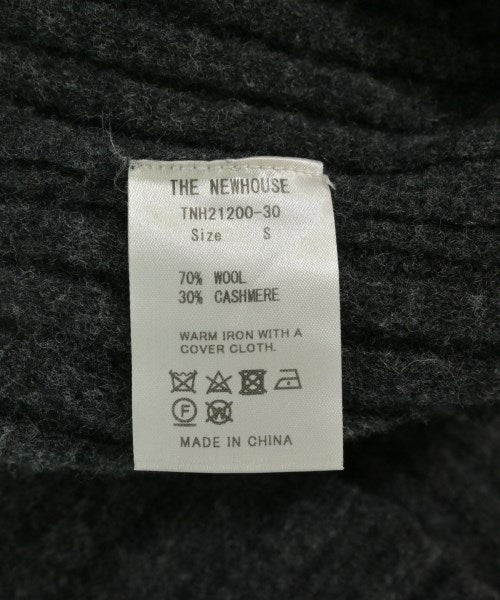 THE NEWHOUSE
TNH21200-30
Size S
70% WOOL
30% CASHMERE
WARM IRON WITH A
COVER CLOTH.
F W
MADE IN CHINA